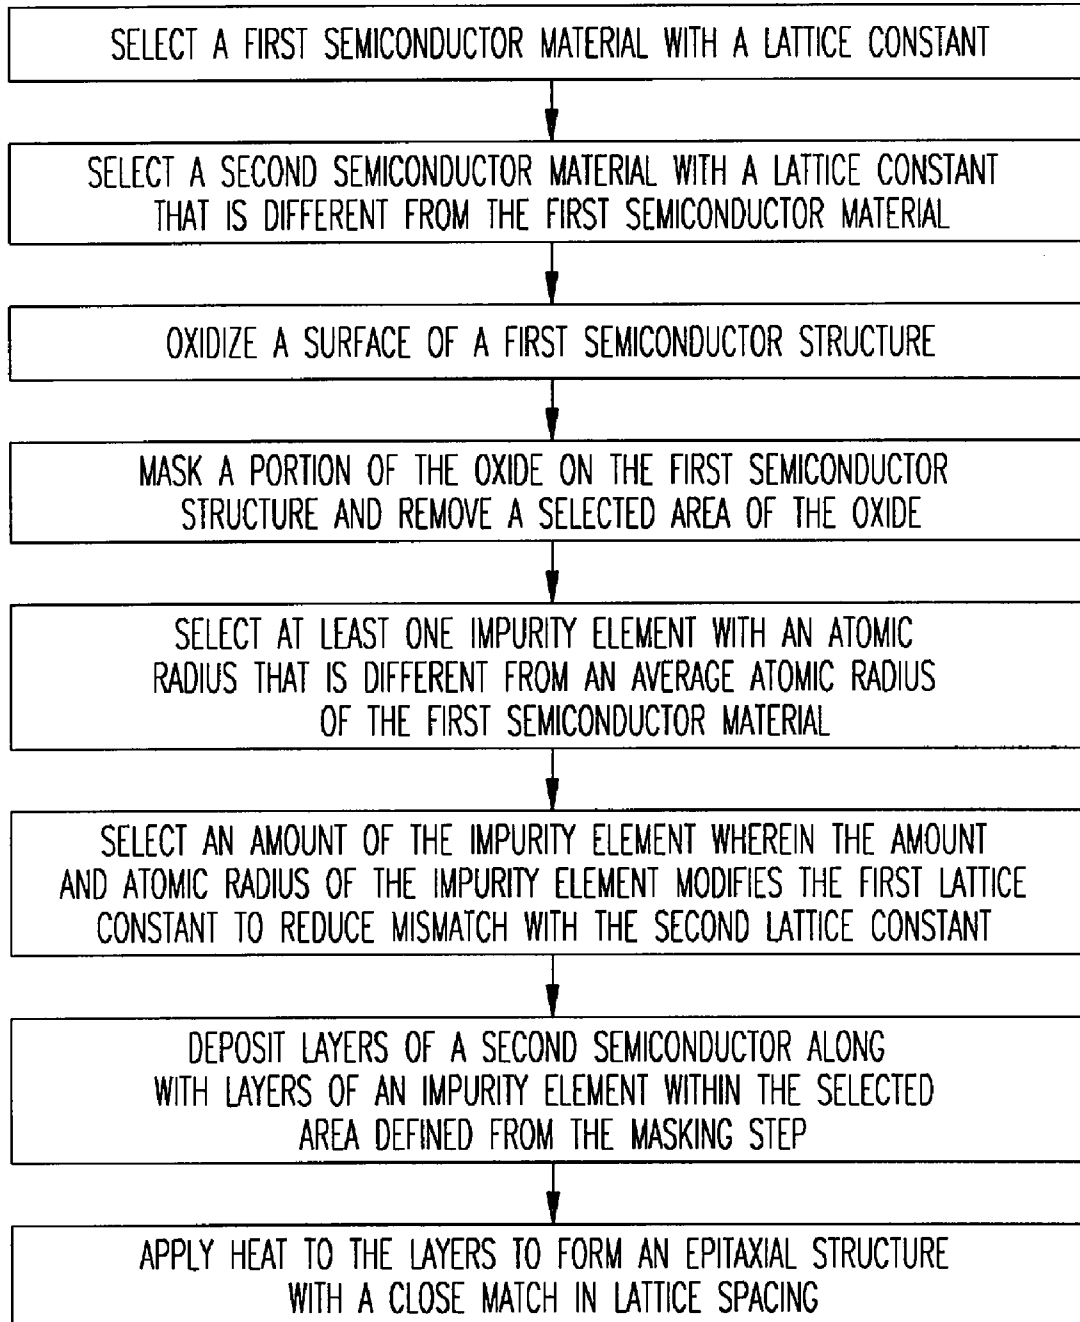 SELECT A FIRST SEMICONDUCTOR MATERIAL WITH A LATTICE CONSTANT
SELECT A SECOND SEMICONDUCTOR MATERIAL WITH A LATTICE CONSTANT
THAT IS DIFFERENT FROM THE FIRST SEMICONDUCTOR MATERIAL
OXIDIZE A SURFACE OF A FIRST SEMICONDUCTOR STRUCTURE
MASK A PORTION OF THE OXIDE ON THE FIRST SEMICONDUCTOR
STRUCTURE AND REMOVE A SELECTED AREA OF THE OXIDE
SELECT AT LEAST ONE IMPURITY ELEMENT WITH AN ATOMIC
RADIUS THAT IS DIFFERENT FROM AN AVERAGE ATOMIC RADIUS
OF THE FIRST SEMICONDUCTOR MATERIAL
SELECT AN AMOUNT OF THE IMPURITY ELEMENT WHEREIN THE AMOUNT
AND ATOMIC RADIUS OF THE IMPURITY ELEMENT MODIFIES THE FIRST LATTICE
CONSTANT TO REDUCE MISMATCH WITH THE SECOND LATTICE CONSTANT
DEPOSIT LAYERS OF A SECOND SEMICONDUCTOR ALONG
WITH LAYERS OF AN IMPURITY ELEMENT WITHIN THE SELECTED
AREA DEFINED FROM THE MASKING STEP
APPLY HEAT TO THE LAYERS TO FORM AN EPITAXIAL STRUCTURE
WITH A CLOSE MATCH IN LATTICE SPACING